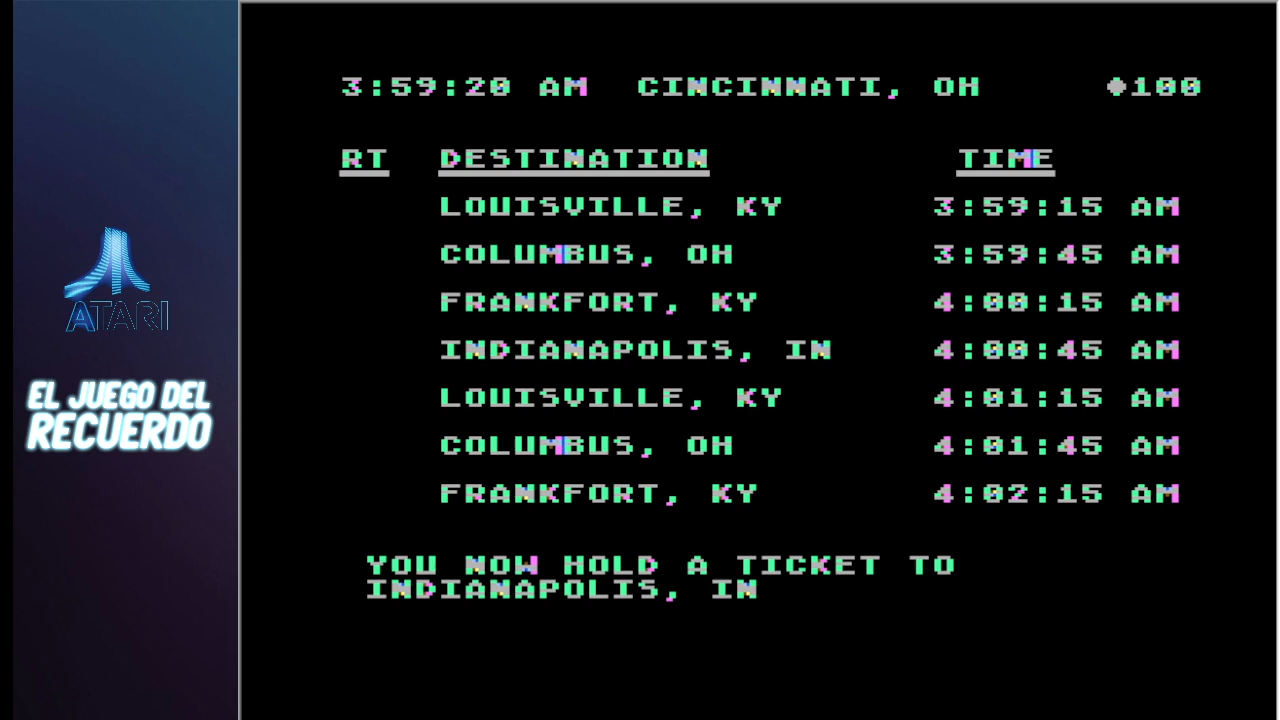 3:59:20 AM CINCINNATI, OH ♦100
RT DESTINATION TIME
LOUISVILLE, KY 3:59:15 AM
COLUMBUS, OH 3:59:45 AM
FRANKFORT, KY 4:00:15 AM
INDIANAPOLIS, IN 4:00:45 AM
LOUISVILLE, KY 4:01:15 AM
COLUMBUS, OH 4:01:45 AM
FRANKFORT, KY 4:02:15 AM
YOU NOW HOLD A TICKET TO
INDIANAPOLIS, IN
ATARI
EL JUEGO DEL
RECUERDO